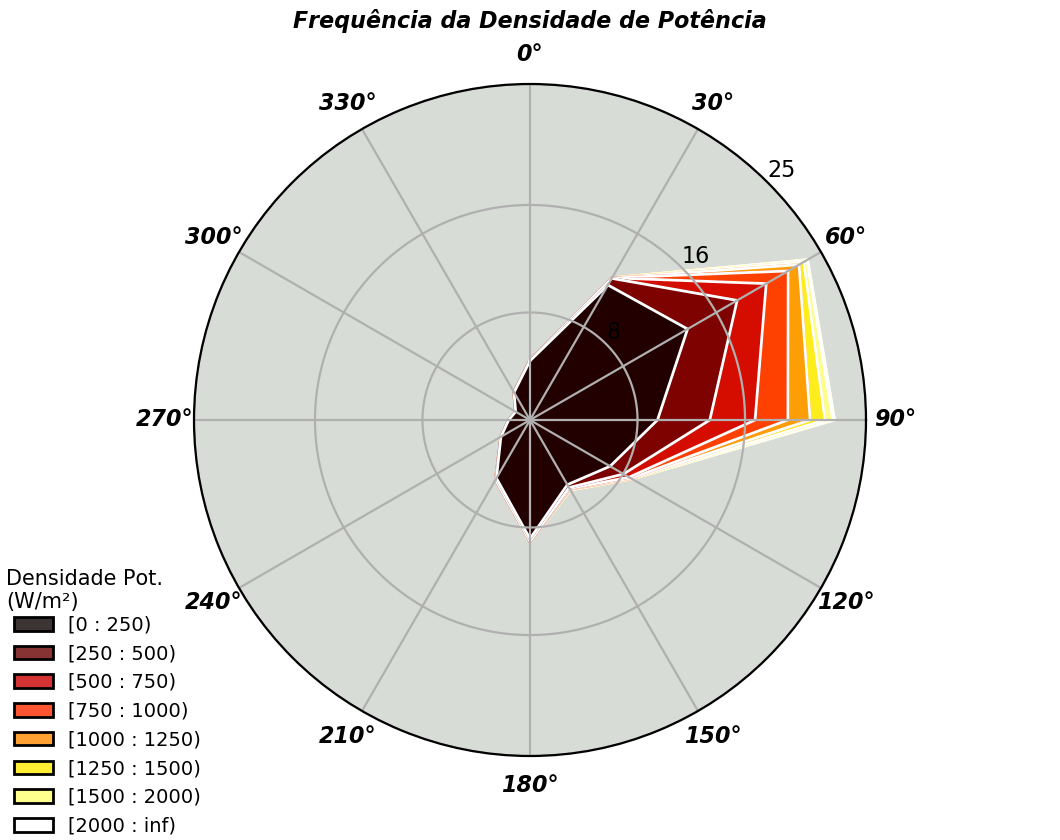 Frequência da Densidade de Potência
0°
330°
30°
25
300°
60°
16
8
270°
90°
240°
120°
210°
150°
180°
Densidade Pot.
(W/m²)
[0 : 250)
[250 : 500)
[500 : 750)
[750 : 1000)
[1000 : 1250)
[1250 : 1500)
[1500 : 2000)
[2000 : inf)